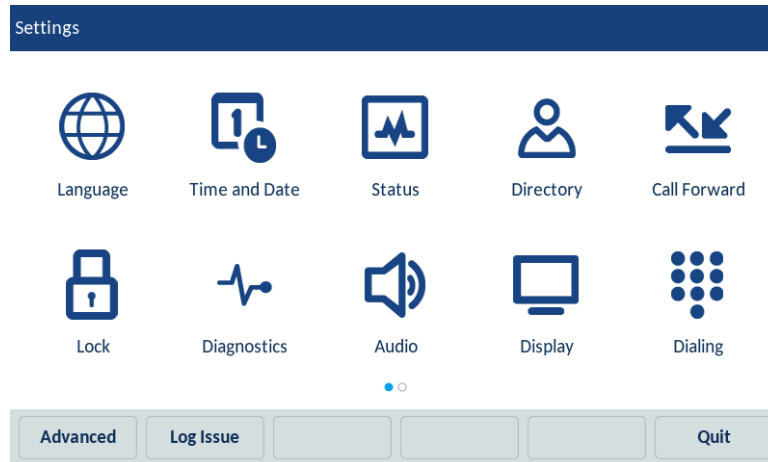 Settings
Language Time and Date Status Directory Call Forward
Lock Diagnostics Audio Display Dialing
Advanced Log Issue Quit